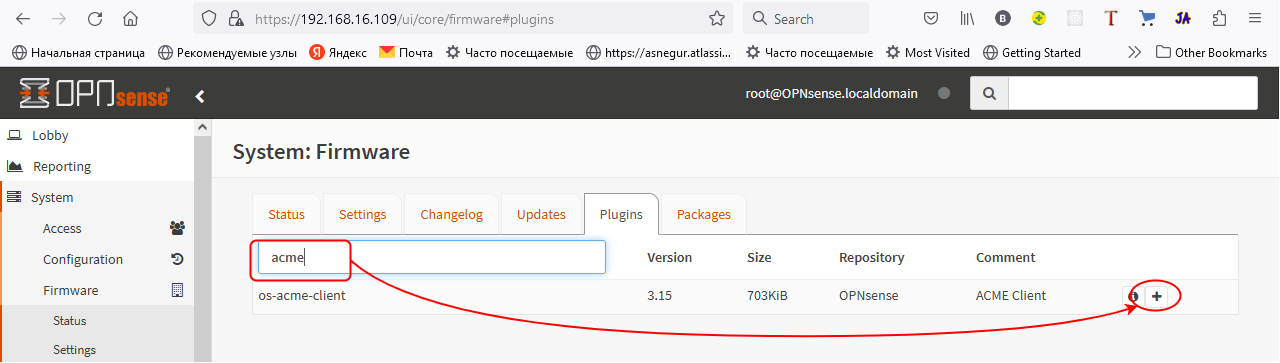 https://192.168.16.109/ui/core/firmware#plugins
Search
Начальная страница Рекомендуемые узлы Яндекс Почта Часто посещаемые https://asnegur.atlassi... Часто посещаемые Most Visited Getting Started Other Bookmarks
OPNsense
root@OPNsense.localdomain
Lobby
Reporting
System
Access
Configuration
Firmware
Status
Settings
System: Firmware
Status Settings Changelog Updates Plugins Packages
acme Version Size Repository Comment
os-acme-client 3.15 703KiB OPNsense ACME Client